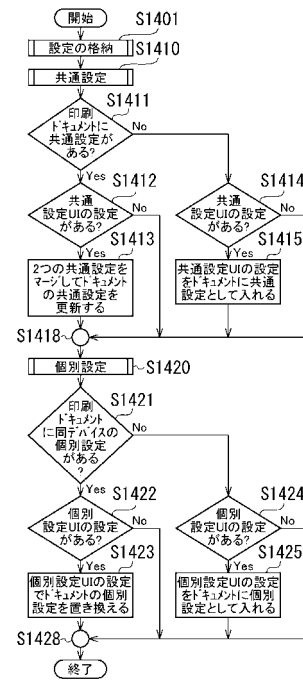 開始
S1401
設定の格納
S1410
共通設定
S1411
印刷
ドキュメントに
共通設定が
ある?
No
Yes
S1412
共通
設定UIの設定
がある?
No
Yes
S1413
2つの共通設定を
マージしてドキュメント
の共通設定を
更新する
S1414
共通
設定UIの設定
がある?
No
Yes
S1415
共通設定UIの設定
をドキュメントに共通
設定として入れる
S1418
個別設定
S1420
S1421
印刷
ドキュメント
に同デバイスの
個別設定
がある
?
No
Yes
S1422
個別
設定UIの設定
がある?
No
Yes
S1423
個別設定UIの設定
でドキュメントの個別
設定を置き換える
S1424
個別
設定UIの設定
がある?
No
Yes
S1425
個別設定UIの設定
をドキュメントに個別
設定として入れる
S1428
終了